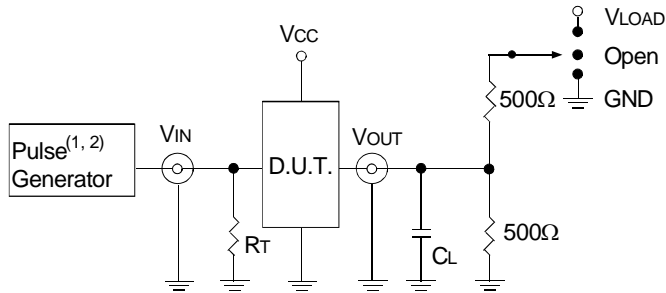 VLOAD
VCC
Open
500Ω
GND
VIN
VOUT
Pulse(1, 2)
Generator
D.U.T.
RT
CL
500Ω